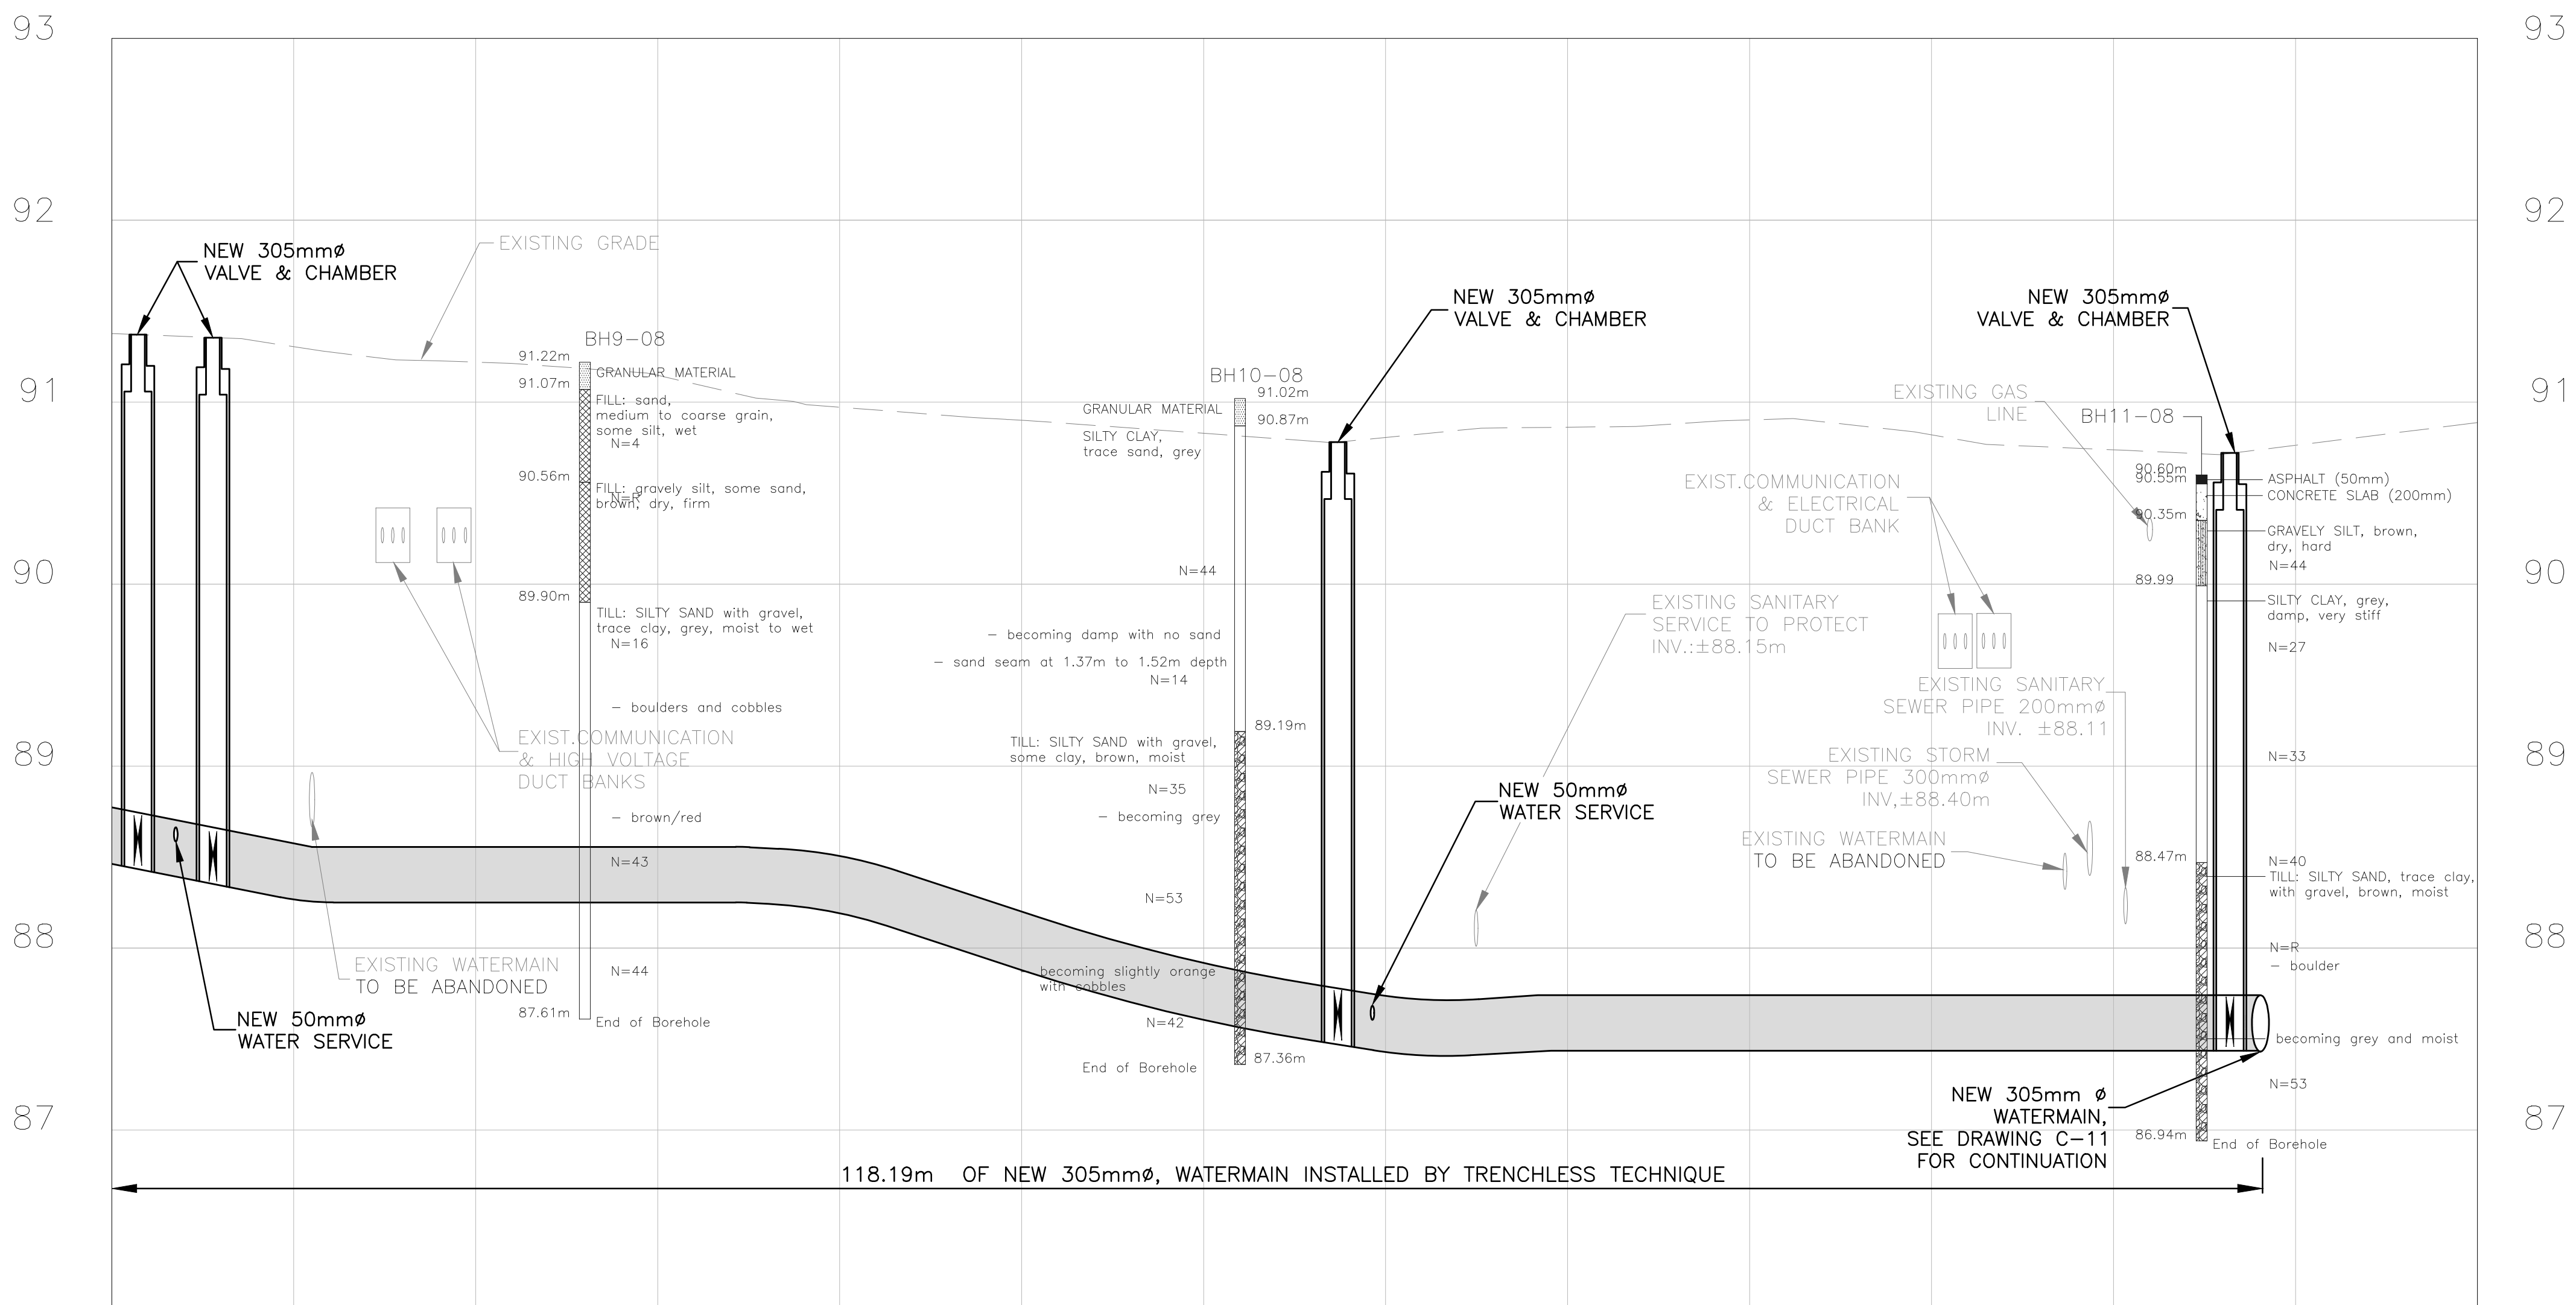 93
93
92
92
91
91
90
90
89
89
88
88
87
87
NEW 305mmø
VALVE & CHAMBER
EXISTING GRADE
BH9-08
91.22m
GRANULAR MATERIAL
91.07m
FILL: sand,
medium to coarse grain,
some silt, wet
N=4
90.56m
FILL: gravely silt, some sand,
N=R
brown, dry, firm
89.90m
TILL: SILTY SAND with gravel,
trace clay, grey, moist to wet
N=16
- boulders and cobbles
EXIST.COMMUNICATION
& HIGH VOLTAGE
DUCT BANKS
- brown/red
N=43
N=44
87.61m
End of Borehole
EXISTING WATERMAIN
TO BE ABANDONED
NEW 50mmø
WATER SERVICE
BH10-08
91.02m
GRANULAR MATERIAL
90.87m
SILTY CLAY,
trace sand, grey
N=44
- becoming damp with no sand
- sand seam at 1.37m to 1.52m depth
N=14
89.19m
TILL: SILTY SAND with gravel,
some clay, brown, moist
N=35
- becoming grey
N=53
- becoming slightly orange
with cobbles
N=42
87.36m
End of Borehole
NEW 305mmø
VALVE & CHAMBER
EXISTING SANITARY
SERVICE TO PROTECT
INV.:±88.15m
NEW 50mmø
WATER SERVICE
EXIST.COMMUNICATION
& ELECTRICAL
DUCT BANK
EXISTING SANITARY
SEWER PIPE 200mmø
INV. ±88.11
EXISTING STORM
SEWER PIPE 300mmø
INV,±88.40m
EXISTING WATERMAIN
TO BE ABANDONED
NEW 305mmø
VALVE & CHAMBER
EXISTING GAS
LINE
BH11-08
90.60m
90.55m
ASPHALT (50mm)
CONCRETE SLAB (200mm)
90.35m
GRAVELY SILT, brown,
dry, hard
N=44
89.99
SILTY CLAY, grey,
damp, very stiff
N=27
N=33
88.47m
N=40
TILL: SILTY SAND, trace clay,
with gravel, brown, moist
N=R
- boulder
becoming grey and moist
N=53
86.94m
End of Borehole
NEW 305mm ø
WATERMAIN,
SEE DRAWING C-11
FOR CONTINUATION
118.19m OF NEW 305mmø, WATERMAIN INSTALLED BY TRENCHLESS TECHNIQUE